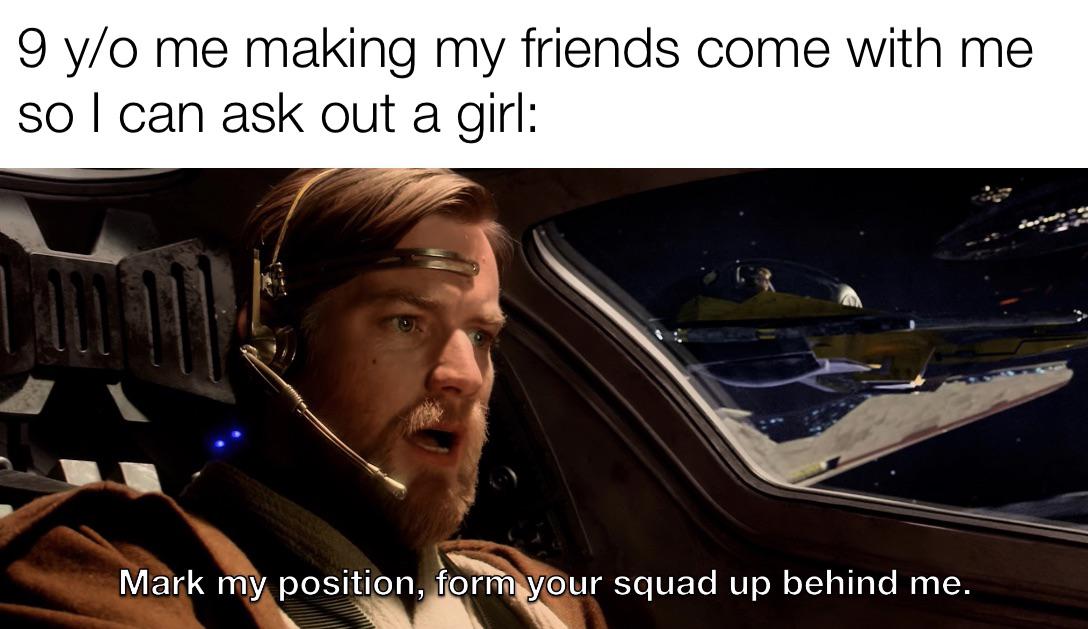 9 y/o me making my friends come with me
so I can ask out a girl:
Mark my position, form your squad up behind me.